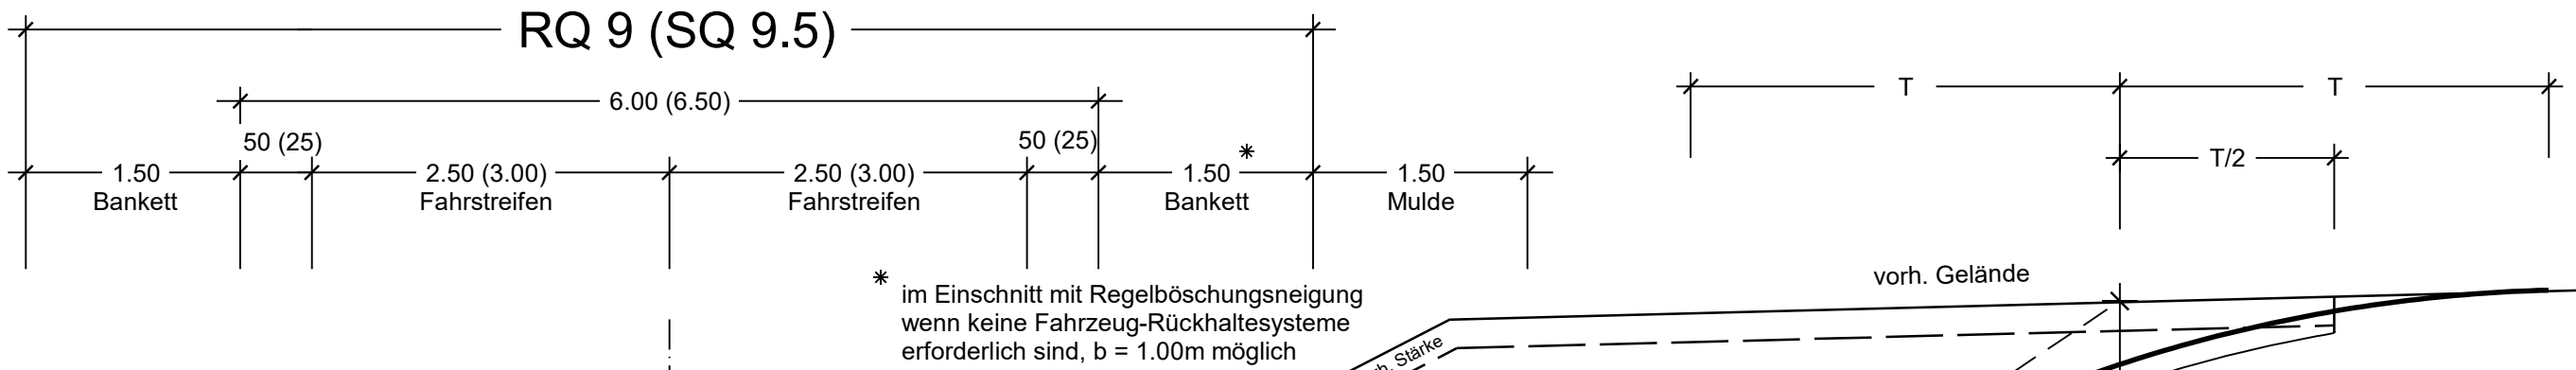 RQ 9 (SQ 9.5)
T
T
6.00 (6.50)
50 (25)
50 (25)
T/2
1.50
2.50 (3.00)
2.50 (3.00)
1.50
*
1.50
Bankett
Fahrstreifen
Fahrstreifen
Bankett
Mulde
vorh. Gelände
* im Einschnitt mit Regelböschungsneigung
wenn keine Fahrzeug-Rückhaltesysteme
erforderlich sind, b = 1.00m möglich
Stärke